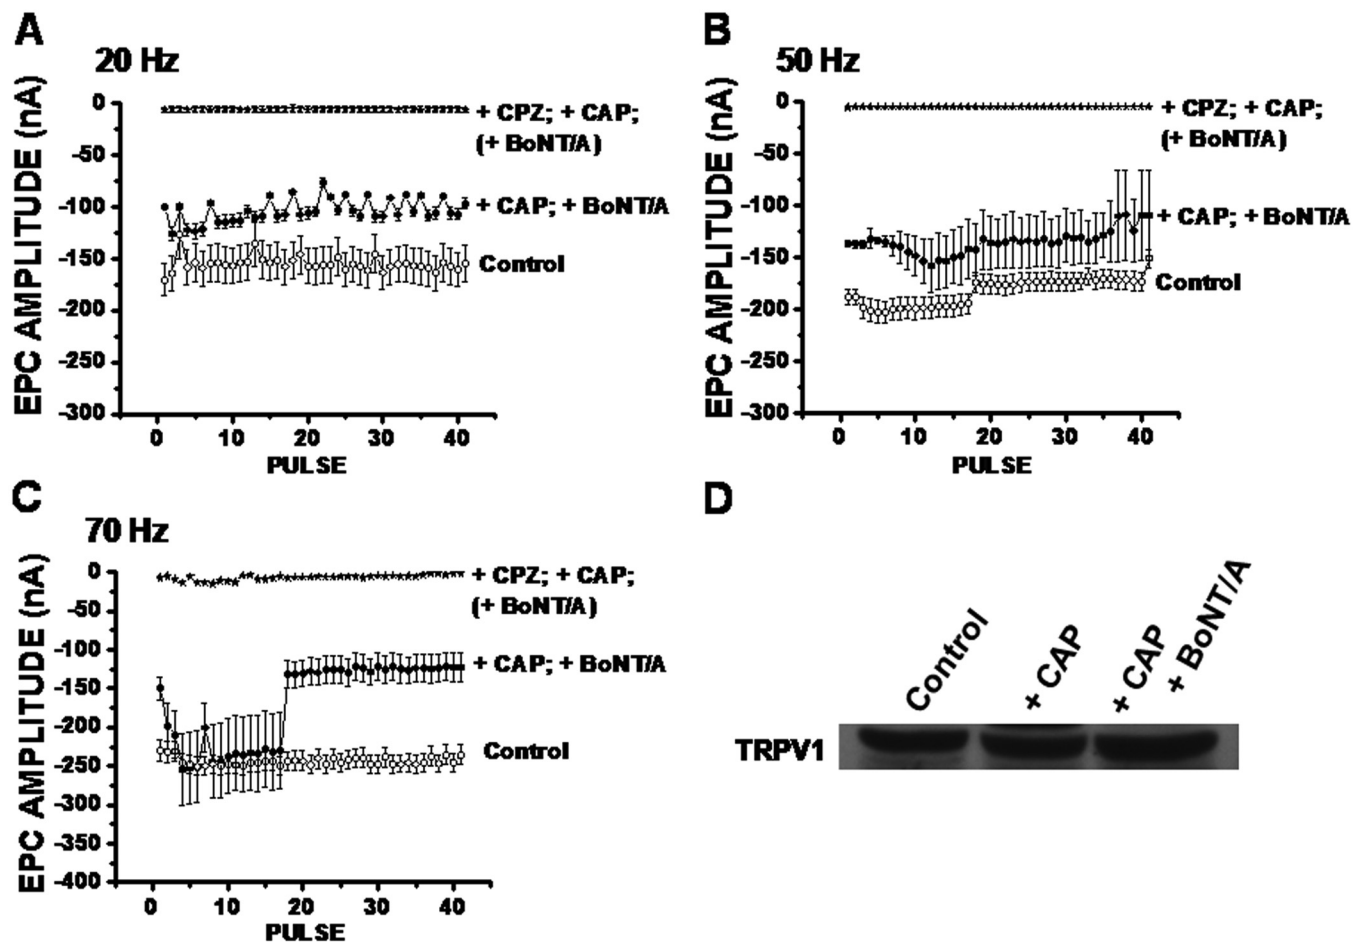 A
20 Hz
EPC AMPLITUDE (nA)
0
-50
-100
-150
-200
-250
-300
+ CPZ; + CAP;
(+ BoNT/A)
+ CAP; + BoNT/A
Control
0 10 20 30 40
PULSE
B
50 Hz
EPC AMPLITUDE (nA)
0
-50
-100
-150
-200
-250
-300
+ CPZ; + CAP;
(+ BoNT/A)
+ CAP; + BoNT/A
Control
0 10 20 30 40
PULSE
C
70 Hz
EPC AMPLITUDE (nA)
0
-50
-100
-150
-200
-250
-300
-350
-400
+ CPZ; + CAP;
(+ BoNT/A)
+ CAP; + BoNT/A
Control
0 10 20 30 40
PULSE
D
Control
+ CAP
+ CAP
+ BoNT/A
TRPV1